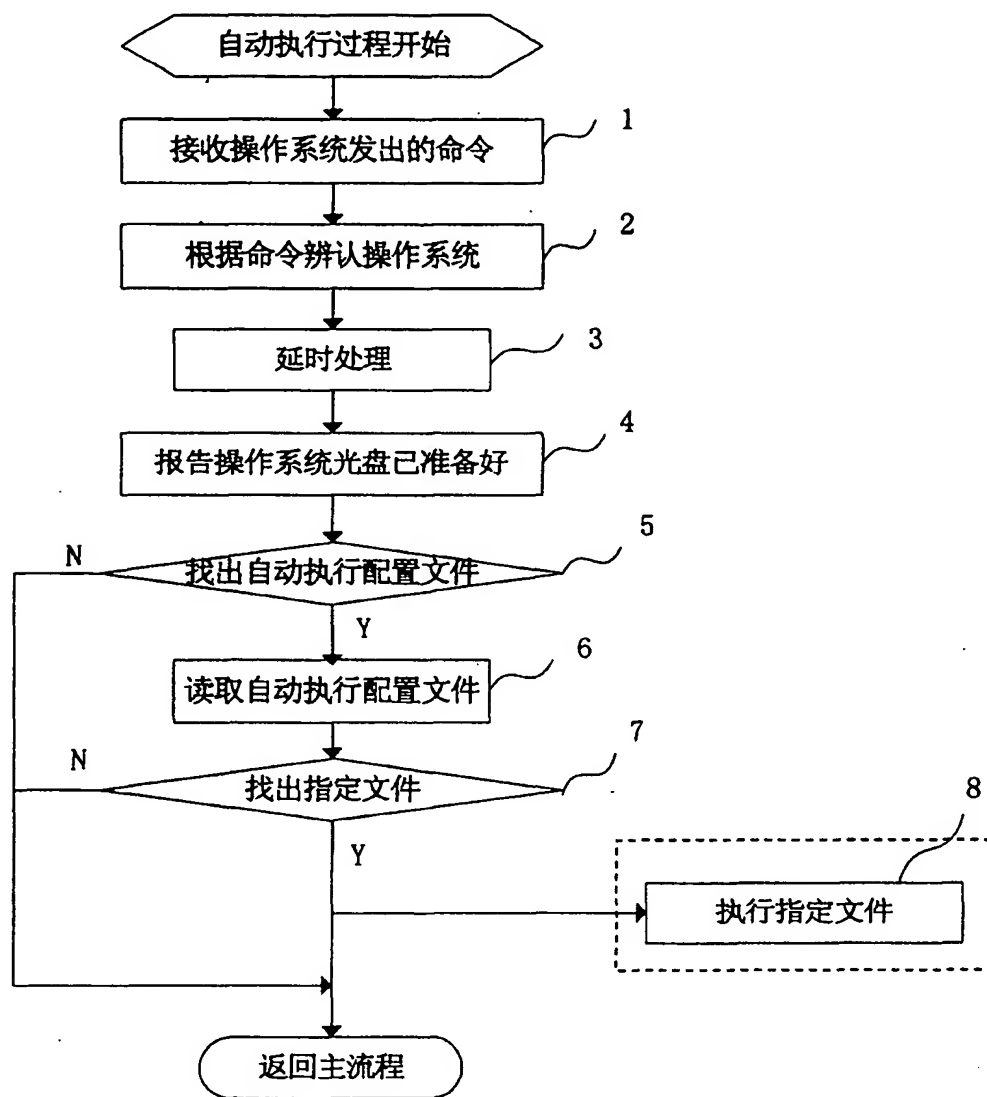 自动执行过程开始
1
接收操作系统发出的命令
2
根据命令辨认操作系统
3
延时处理
4
报告操作系统光盘已准备好
5
N
找出自动执行配置文件
Y
6
读取自动执行配置文件
7
N
找出指定文件
Y
8
执行指定文件
返回主流程